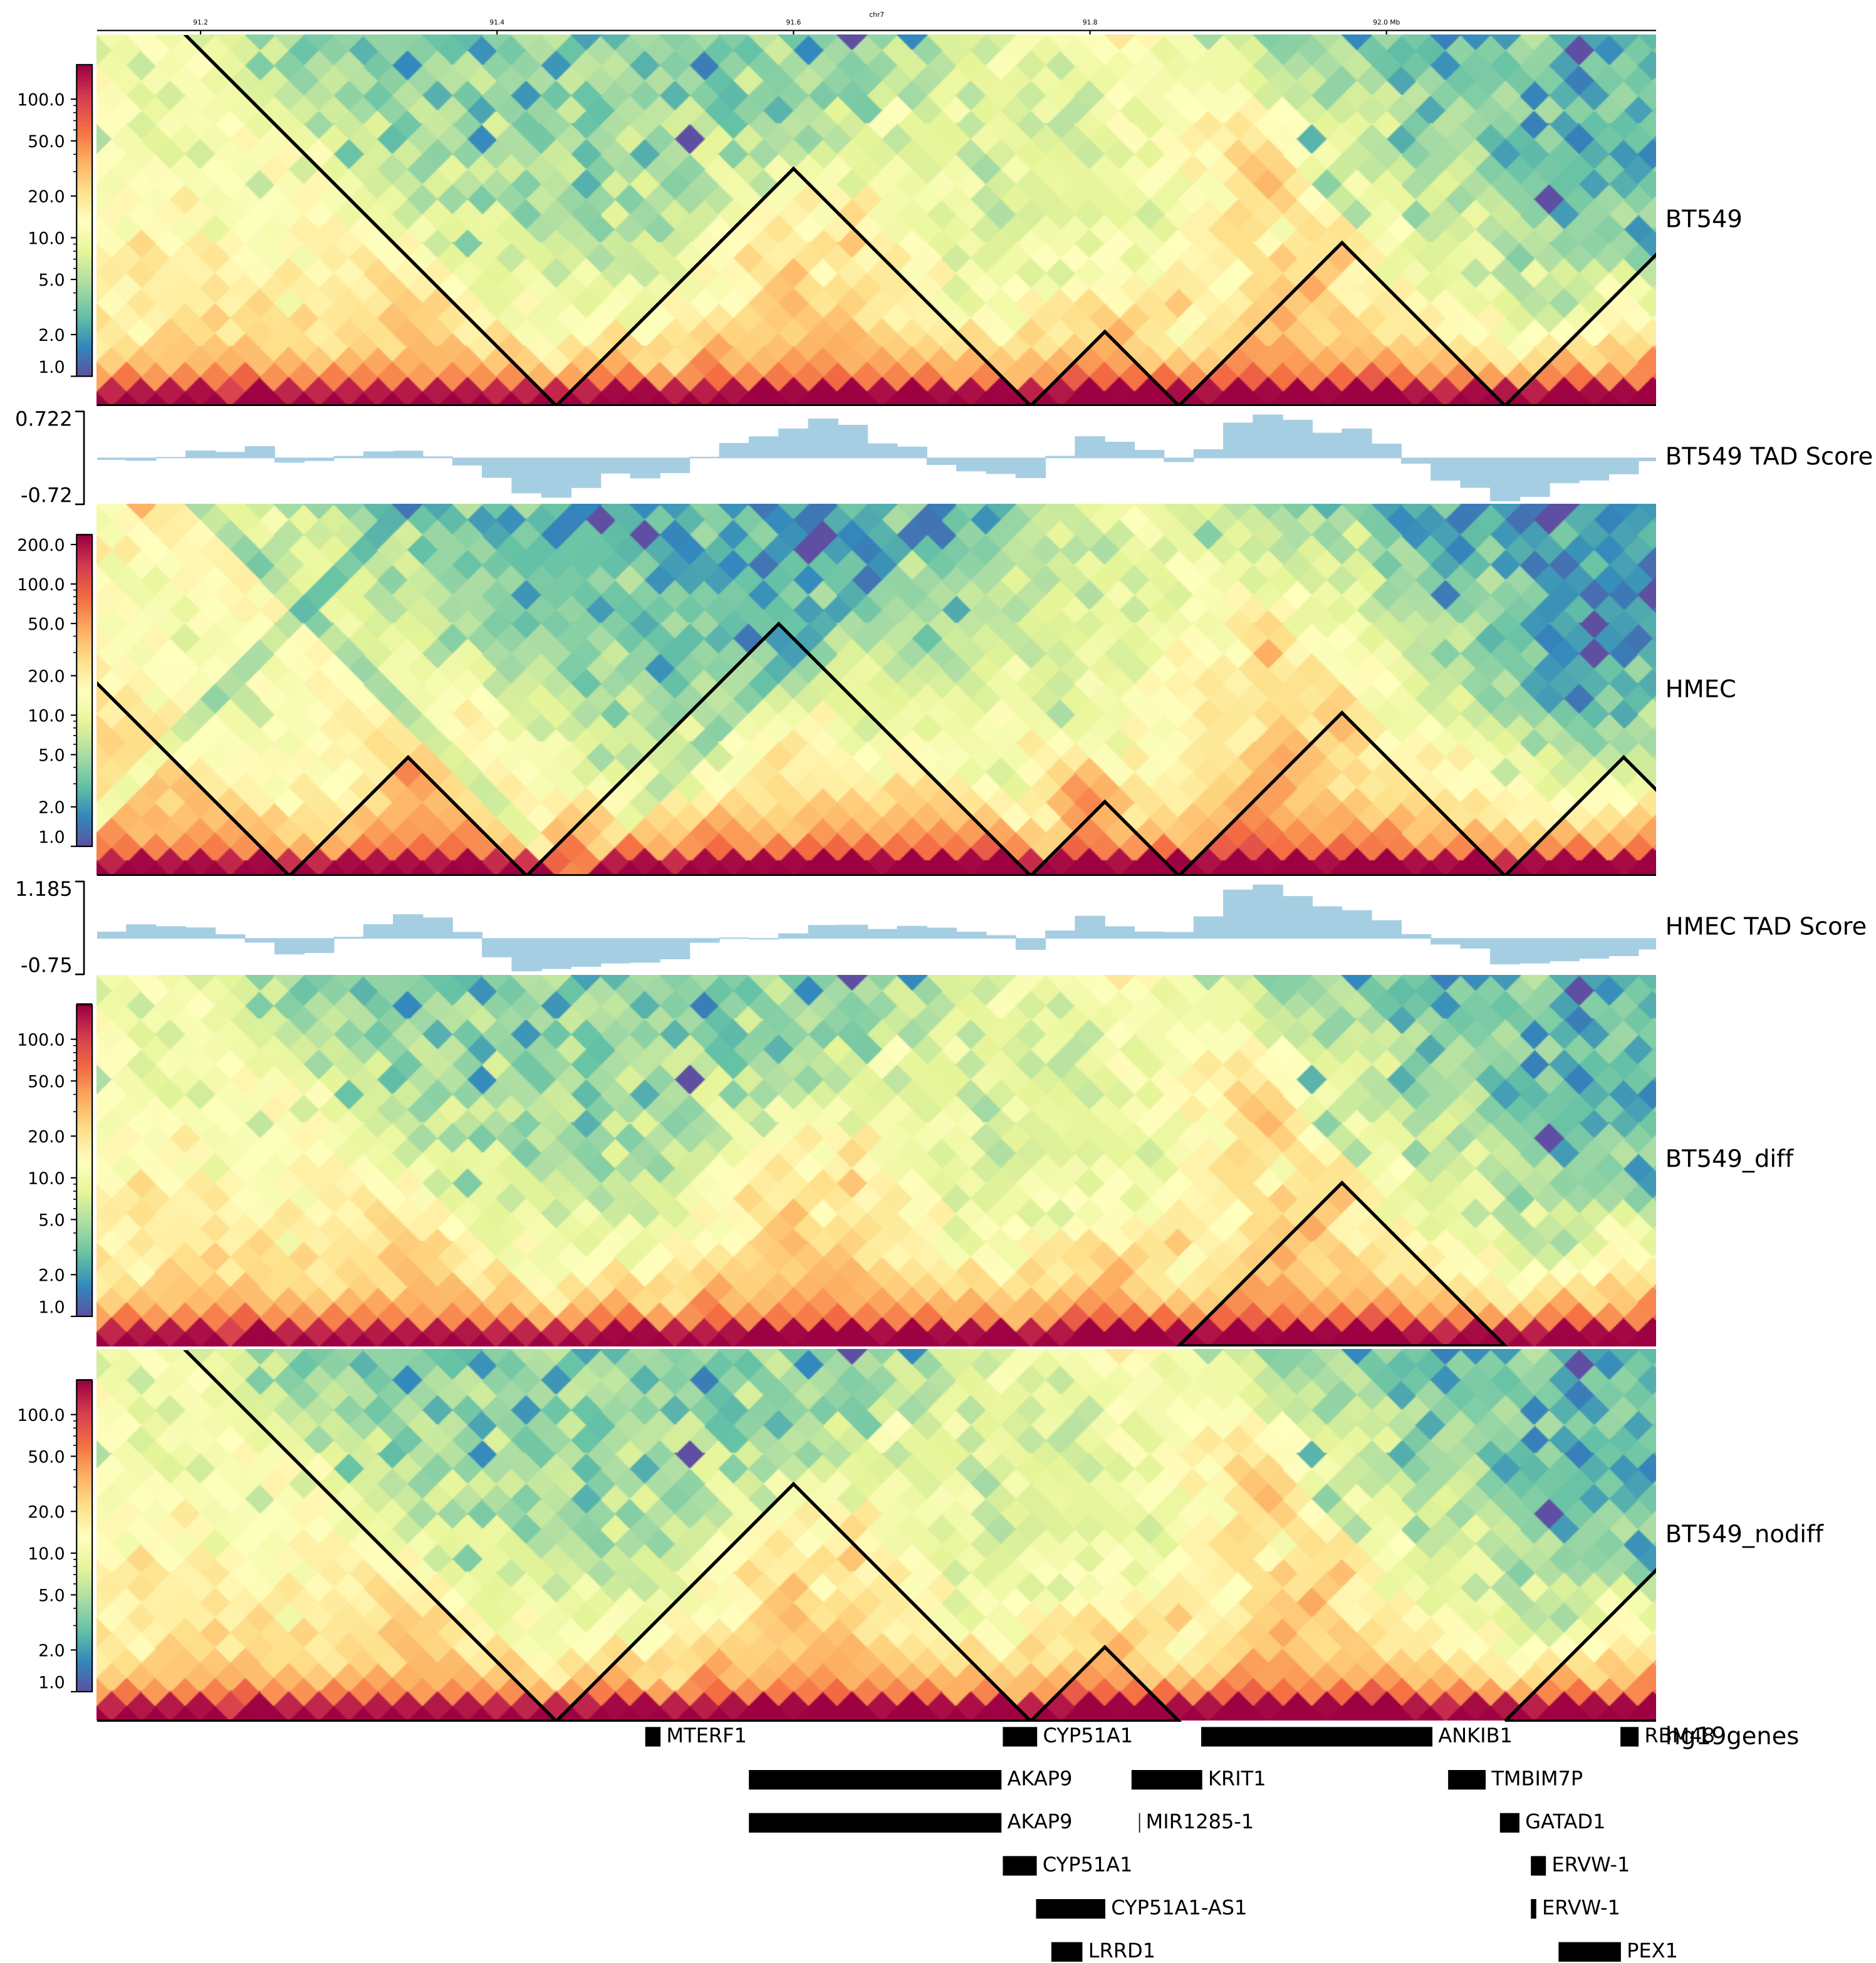 chr7
91.2 91.4 91.6 91.8 92.0 Mb
100.0
50.0
20.0
10.0
5.0
2.0
1.0
BT549
0.722
-0.72
BT549 TAD Score
200.0
100.0
50.0
20.0
10.0
5.0
2.0
1.0
HMEC
1.185
-0.75
HMEC TAD Score
100.0
50.0
20.0
10.0
5.0
2.0
1.0
BT549_diff
100.0
50.0
20.0
10.0
5.0
2.0
1.0
BT549_nodiff
MTERF1 CYP51A1 ANKIB1 RBM48 hg19genes
AKAP9 KRIT1 TMBIM7P
AKAP9 MIR1285-1 GATAD1
CYP51A1 ERVW-1
CYP51A1-AS1 ERVW-1
LRRD1 PEX1